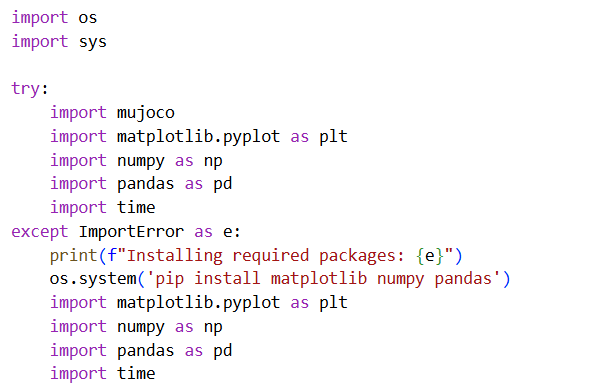 import os
import sys
try:
    import mujoco
    import matplotlib.pyplot as plt
    import numpy as np
    import pandas as pd
    import time
except ImportError as e:
    print(f"Installing required packages: {e}")
    os.system('pip install matplotlib numpy pandas')
    import matplotlib.pyplot as plt
    import numpy as np
    import pandas as pd
    import time